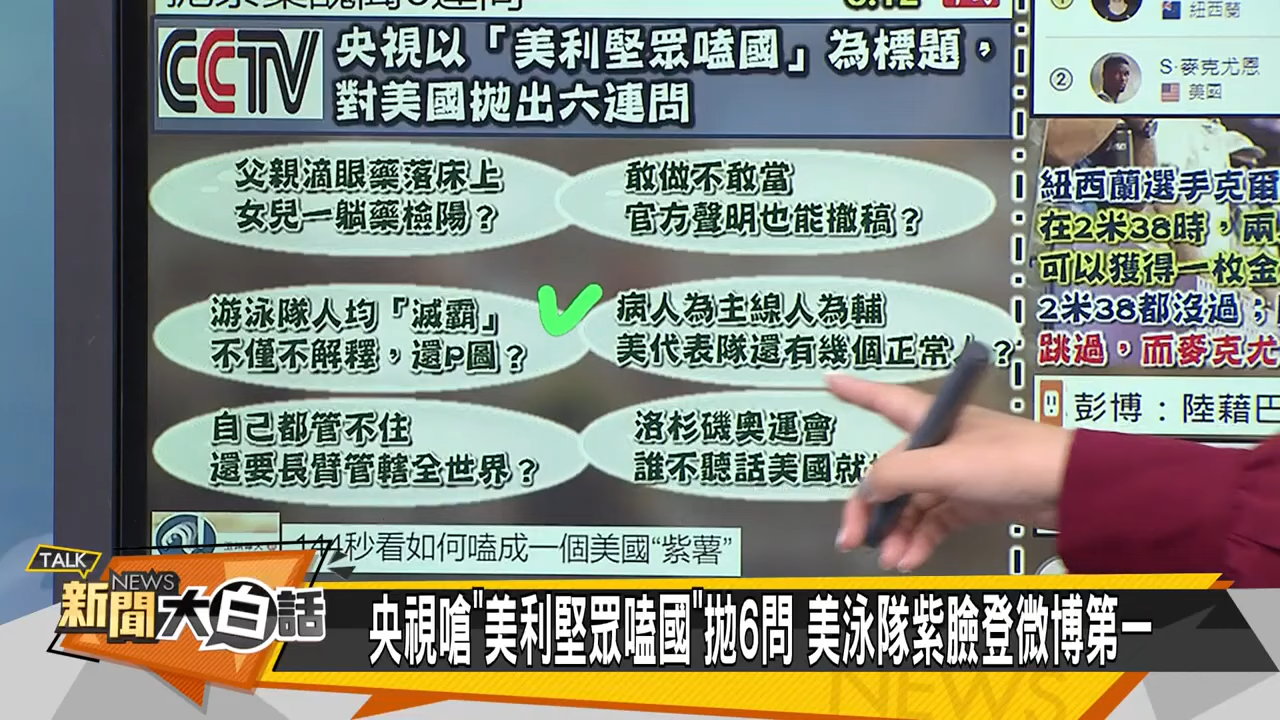 CCTV
央視以「美利堅眾嗑國」為標題，
對美國拋出六連問
父親滴眼藥落床上
女兒一躺藥檢陽？
敢做不敢當
官方聲明也能撤稿？
游泳隊人均『滅霸』
不僅不解釋，還P圖？
病人為主線人為輔
美代表隊還有幾個正常人？
自己都管不住
還要長臂管轄全世界？
洛杉磯奧運會
誰不聽話美國就
144秒看如何嗑成一個美國“紫薯”
紐西蘭
②
S·麥克尤恩
美國
紐西蘭選手克爾
在2米38時，兩
可以獲得一枚金
2米38都沒過；
跳過，而麥克尤
彭博：陸藉巴
TALK
NEWS
新聞大白話
央視嗆"美利堅眾嗑國"拋6問 美泳隊紫臉登微博第一
NEWS